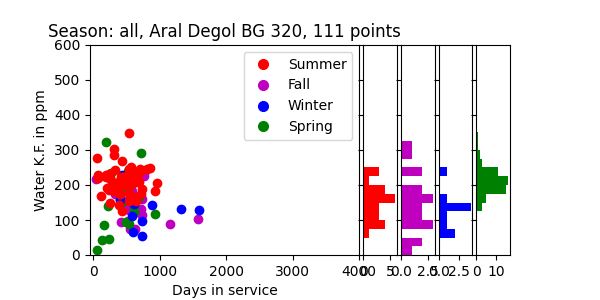 Season: all, Aral Degol BG 320, 111 points
Water K.F. in ppm
600
500
400
300
200
100
0
Summer
Fall
Winter
Spring
0 1000 2000 3000 4000
0 5
0.0 2.5
0.0 2.5
0 10
Days in service